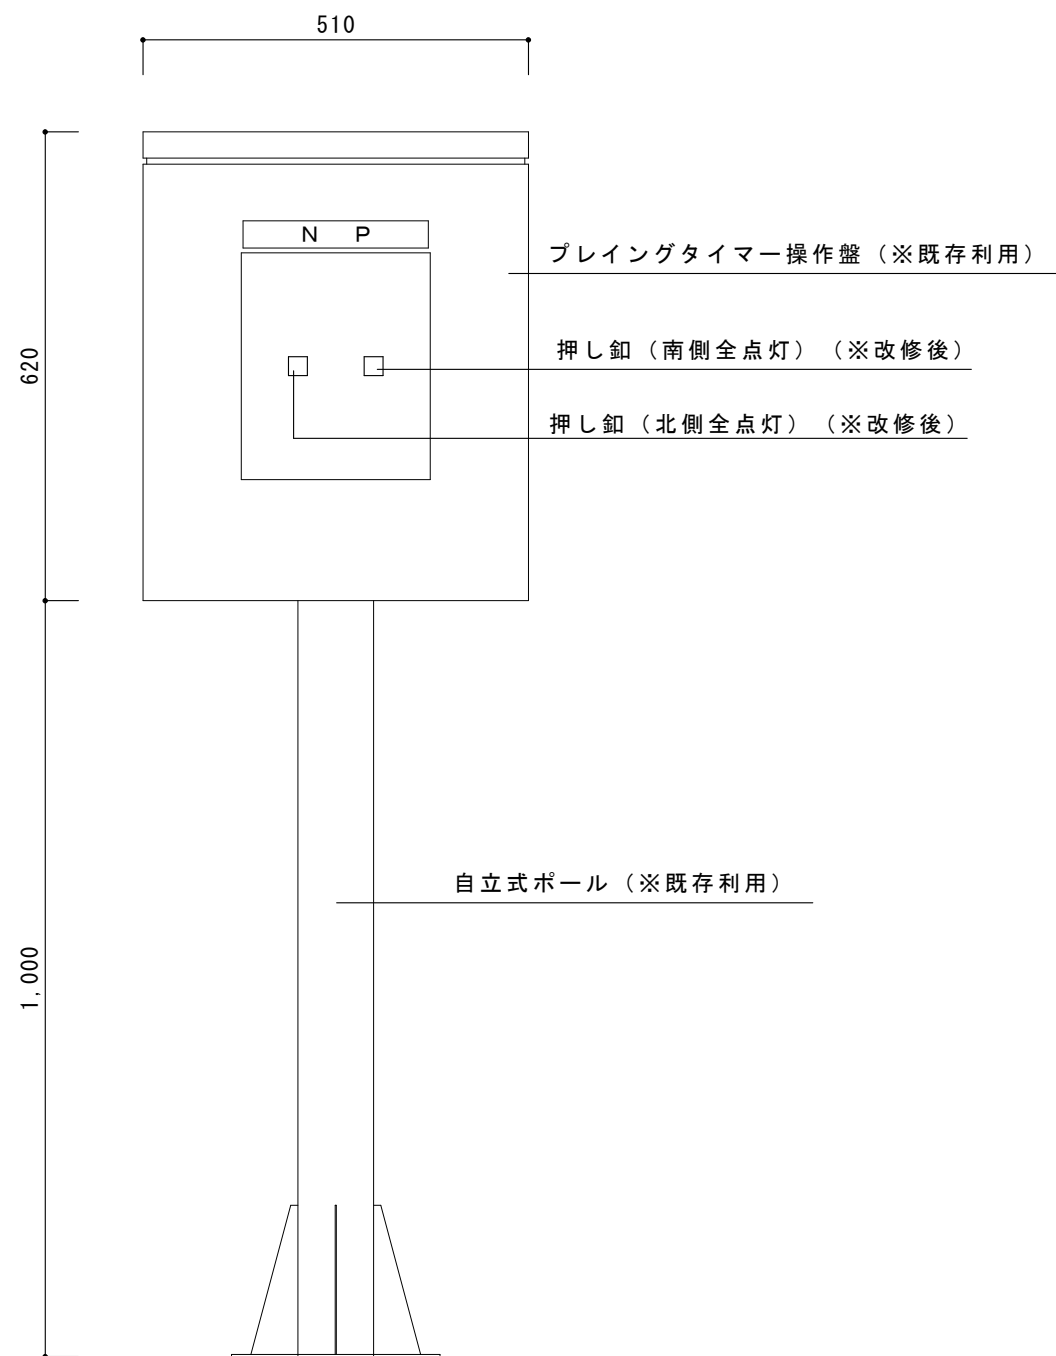 510
N P
プレイングタイマー操作盤（※既存利用）
押し釦（南側全点灯）（※改修後）
620
押し釦（北側全点灯）（※改修後）
自立式ポール（※既存利用）
1,000